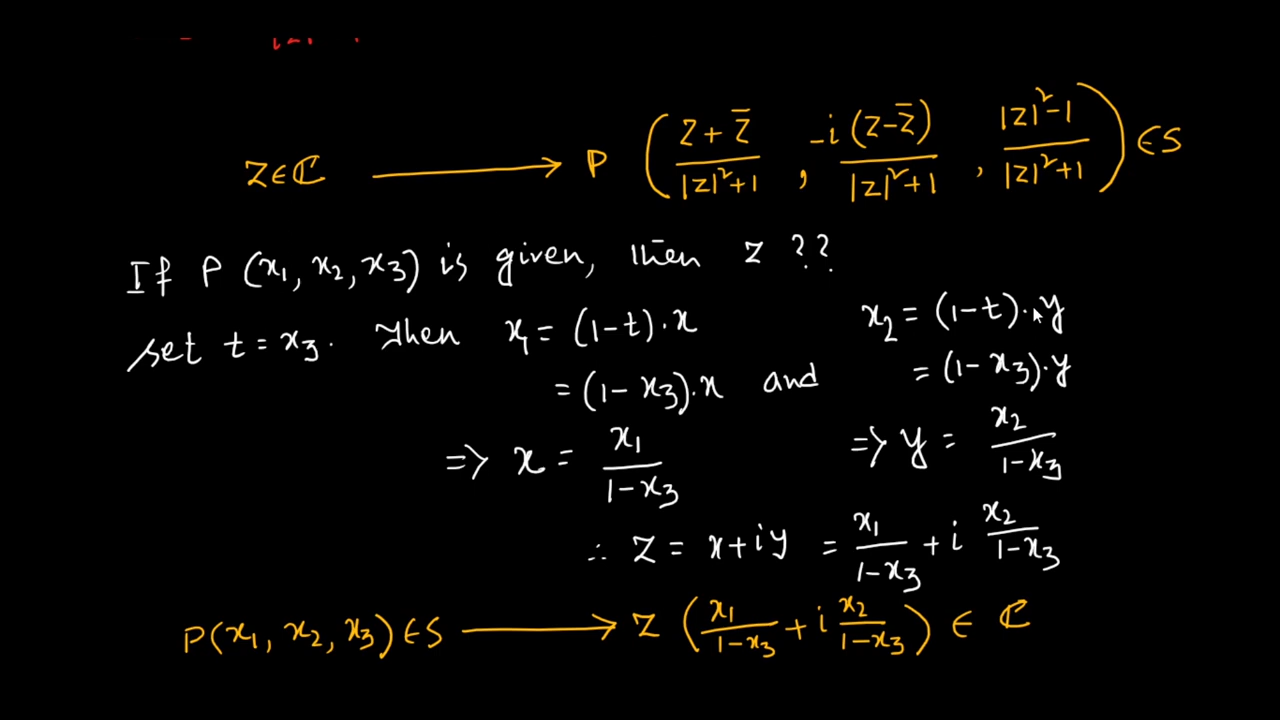 z ∈ ℂ ⟶ P ( (z + z̄)/(|z|²+1) , -i(z-z̄)/(|z|²+1) , (|z|²-1)/(|z|²+1) ) ∈ S
If P (x₁, x₂, x₃) is given, then z ??
set t = x₃. Then x₁ = (1-t)·x x₂ = (1-t)·y
= (1-x₃)·x and = (1-x₃)·y
⇒ x = x₁/(1-x₃) ⇒ y = x₂/(1-x₃)
∴ z = x+iy = x₁/(1-x₃) + i x₂/(1-x₃)
P(x₁, x₂, x₃) ∈ S ⟶ z ( x₁/(1-x₃) + i x₂/(1-x₃) ) ∈ ℂ